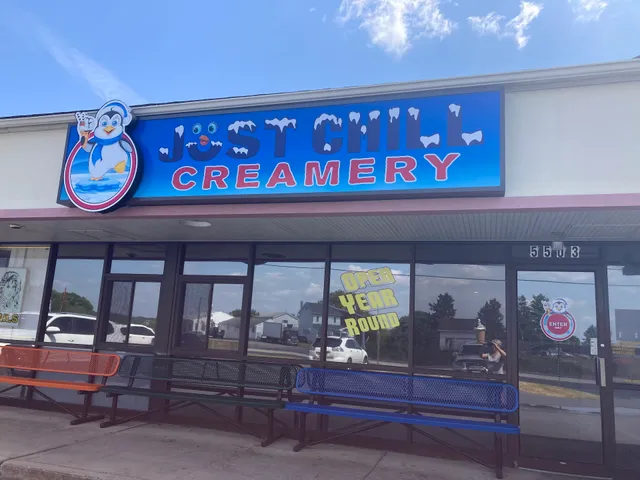 JUST CHILL
CREAMERY
5503
OPEN
YEAR
ROUND
ENTER